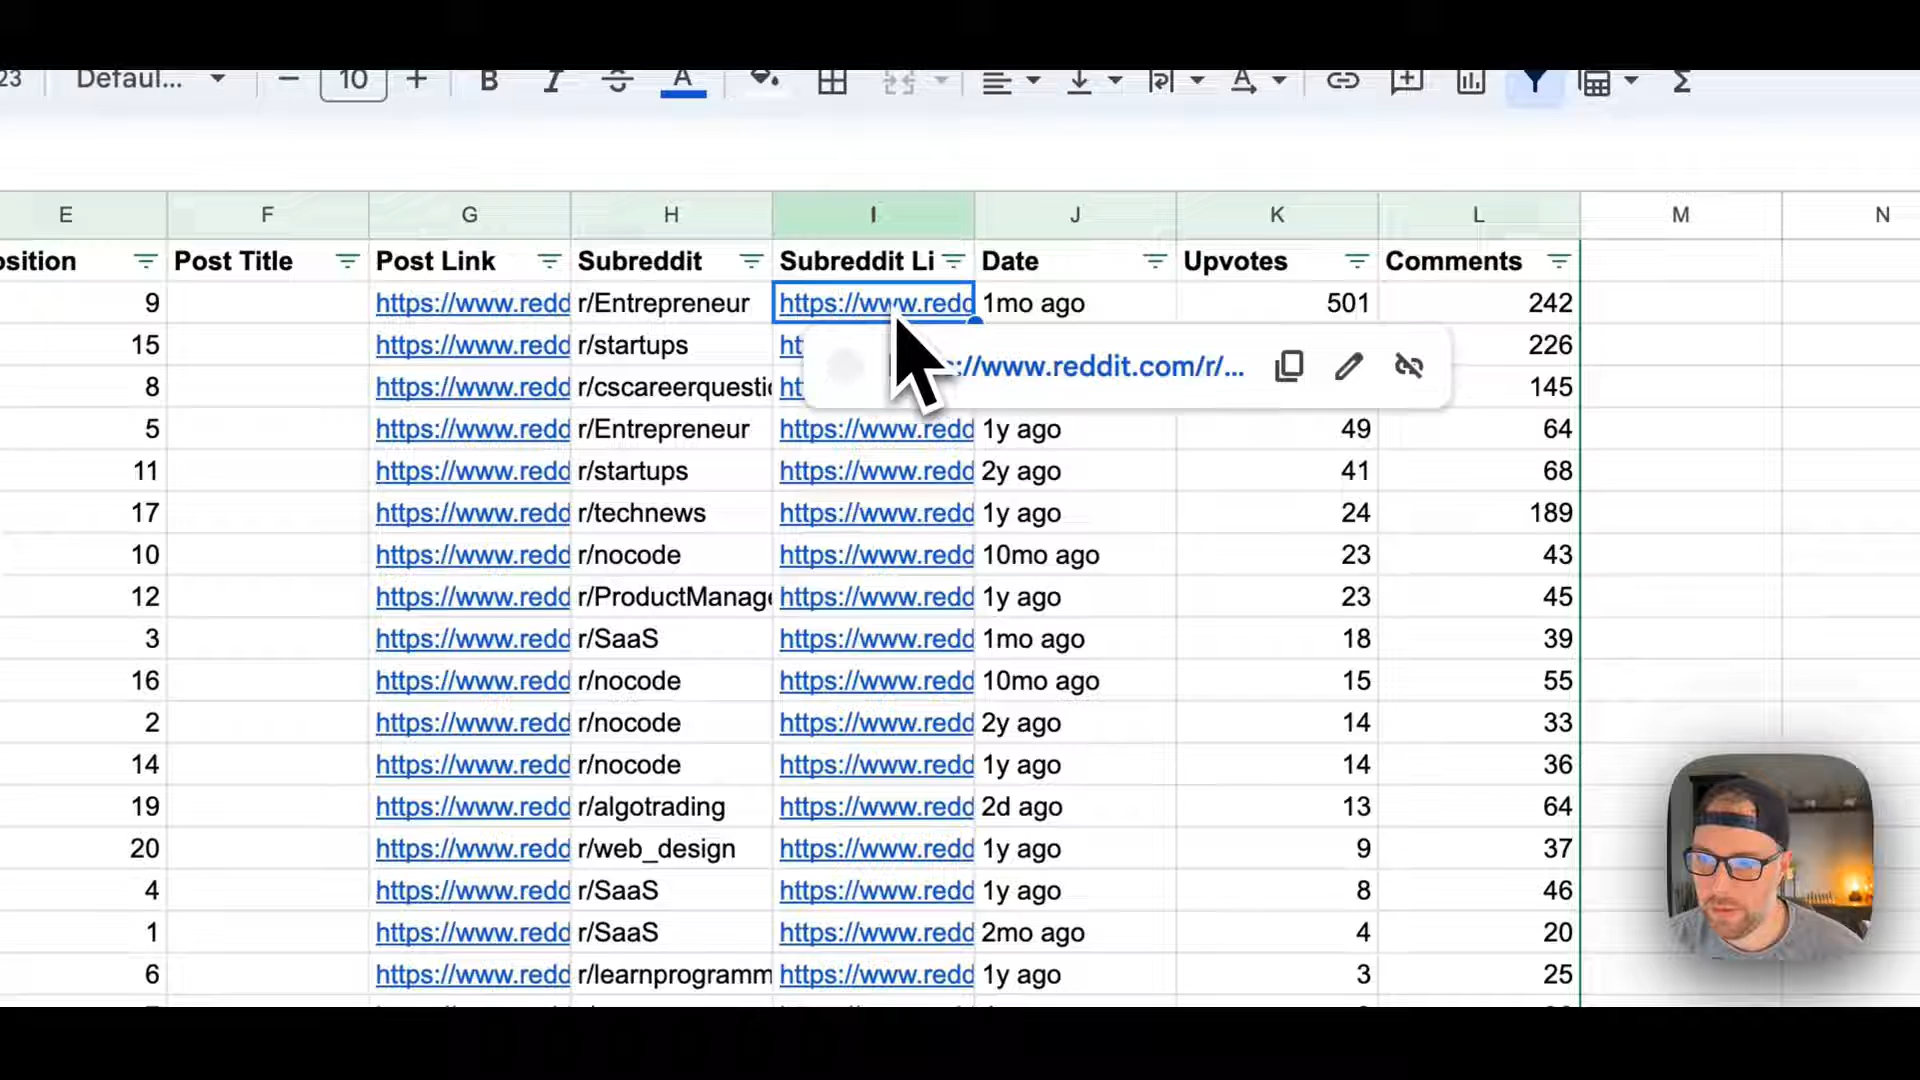 23 Defaul... − 10 + B I S A A Σ
E F G H I J K L M N
osition Post Title Post Link Subreddit Subreddit Li Date Upvotes Comments
9 https://www.redd r/Entrepreneur https://www.redd 1mo ago 501 242
15 https://www.redd r/startups ht 226
://www.reddit.com/r/...
8 https://www.redd r/cscareerquestio ht 145
5 https://www.redd r/Entrepreneur https://www.redd 1y ago 49 64
11 https://www.redd r/startups https://www.redd 2y ago 41 68
17 https://www.redd r/technews https://www.redd 1y ago 24 189
10 https://www.redd r/nocode https://www.redd 10mo ago 23 43
12 https://www.redd r/ProductManage https://www.redd 1y ago 23 45
3 https://www.redd r/SaaS https://www.redd 1mo ago 18 39
16 https://www.redd r/nocode https://www.redd 10mo ago 15 55
2 https://www.redd r/nocode https://www.redd 2y ago 14 33
14 https://www.redd r/nocode https://www.redd 1y ago 14 36
19 https://www.redd r/algotrading https://www.redd 2d ago 13 64
20 https://www.redd r/web_design https://www.redd 1y ago 9 37
4 https://www.redd r/SaaS https://www.redd 1y ago 8 46
1 https://www.redd r/SaaS https://www.redd 2mo ago 4 20
6 https://www.redd r/learnprogramm https://www.redd 1y ago 3 25